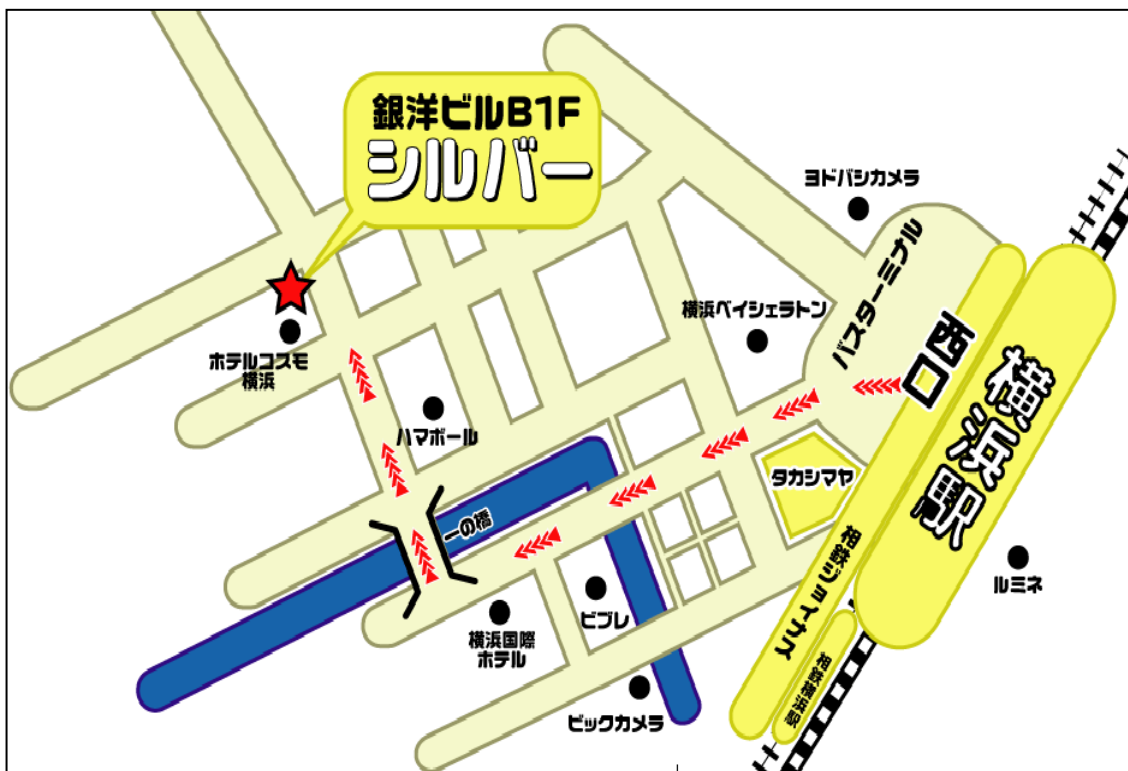 銀洋ビルB1F
シルバー
ヨドバシカメラ
バスターミナル
横浜ベイシェラトン
西口
横浜駅
ホテルコスモ
横浜
ハマボール
タカシマヤ
一の橋
相鉄ジョイナス
ルミネ
ビブレ
横浜国際
ホテル
相鉄横浜駅
ビックカメラ